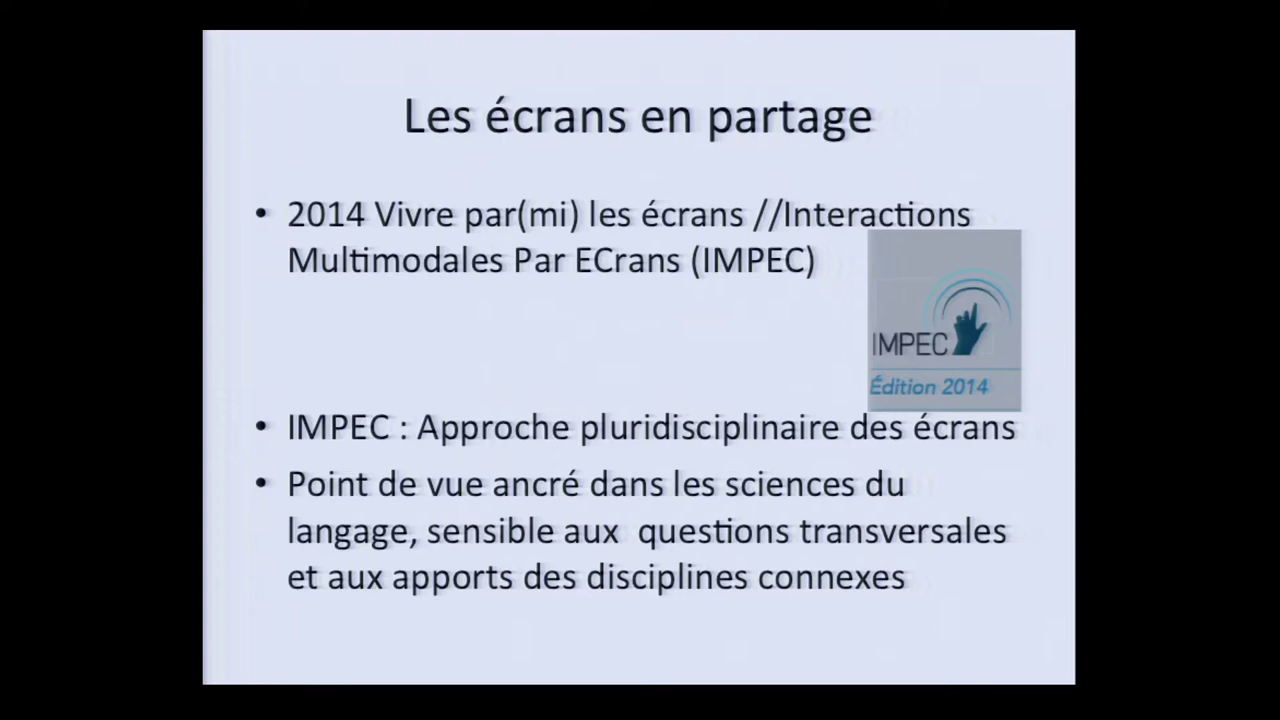 Les écrans en partage
• 2014 Vivre par(mi) les écrans //Interactions
Multimodales Par ECrans (IMPEC)
IMPEC
Édition 2014
• IMPEC : Approche pluridisciplinaire des écrans
• Point de vue ancré dans les sciences du
langage, sensible aux questions transversales
et aux apports des disciplines connexes